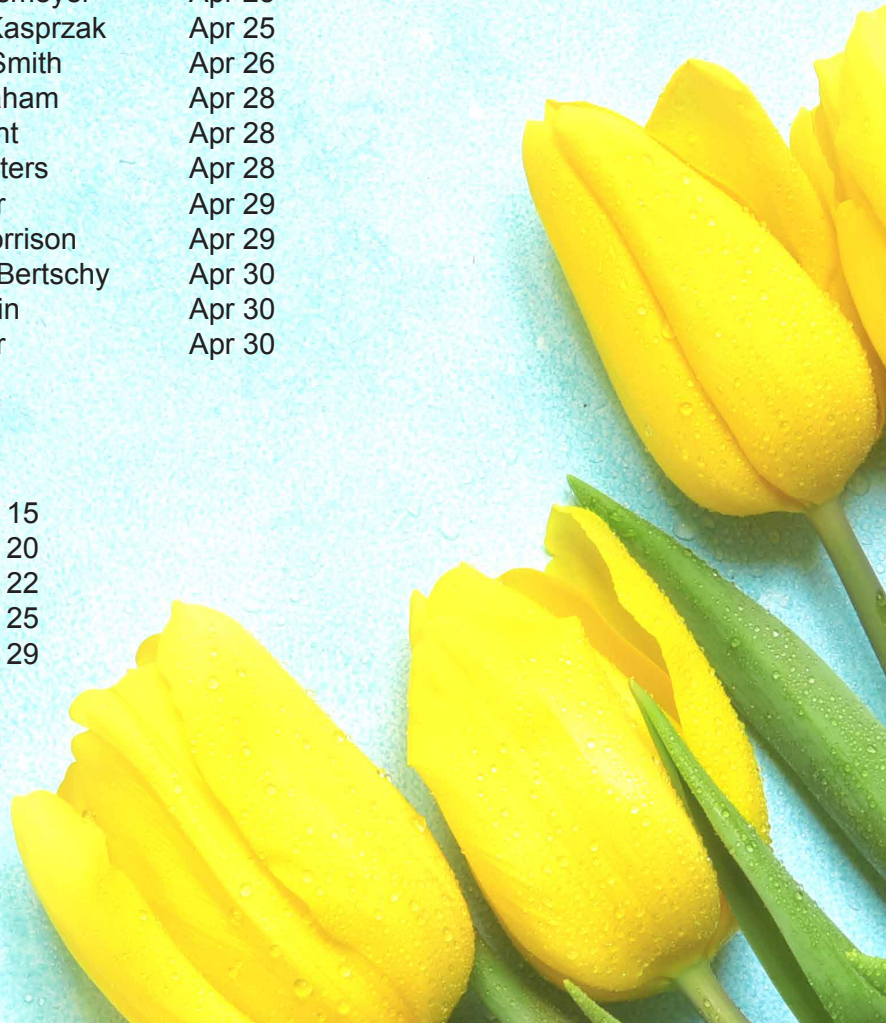 Kasprzak Apr 25
Smith Apr 26
ham Apr 28
nt Apr 28
ters Apr 28
r Apr 29
orrison Apr 29
Bertschy Apr 30
in Apr 30
r Apr 30
15
20
22
25
29